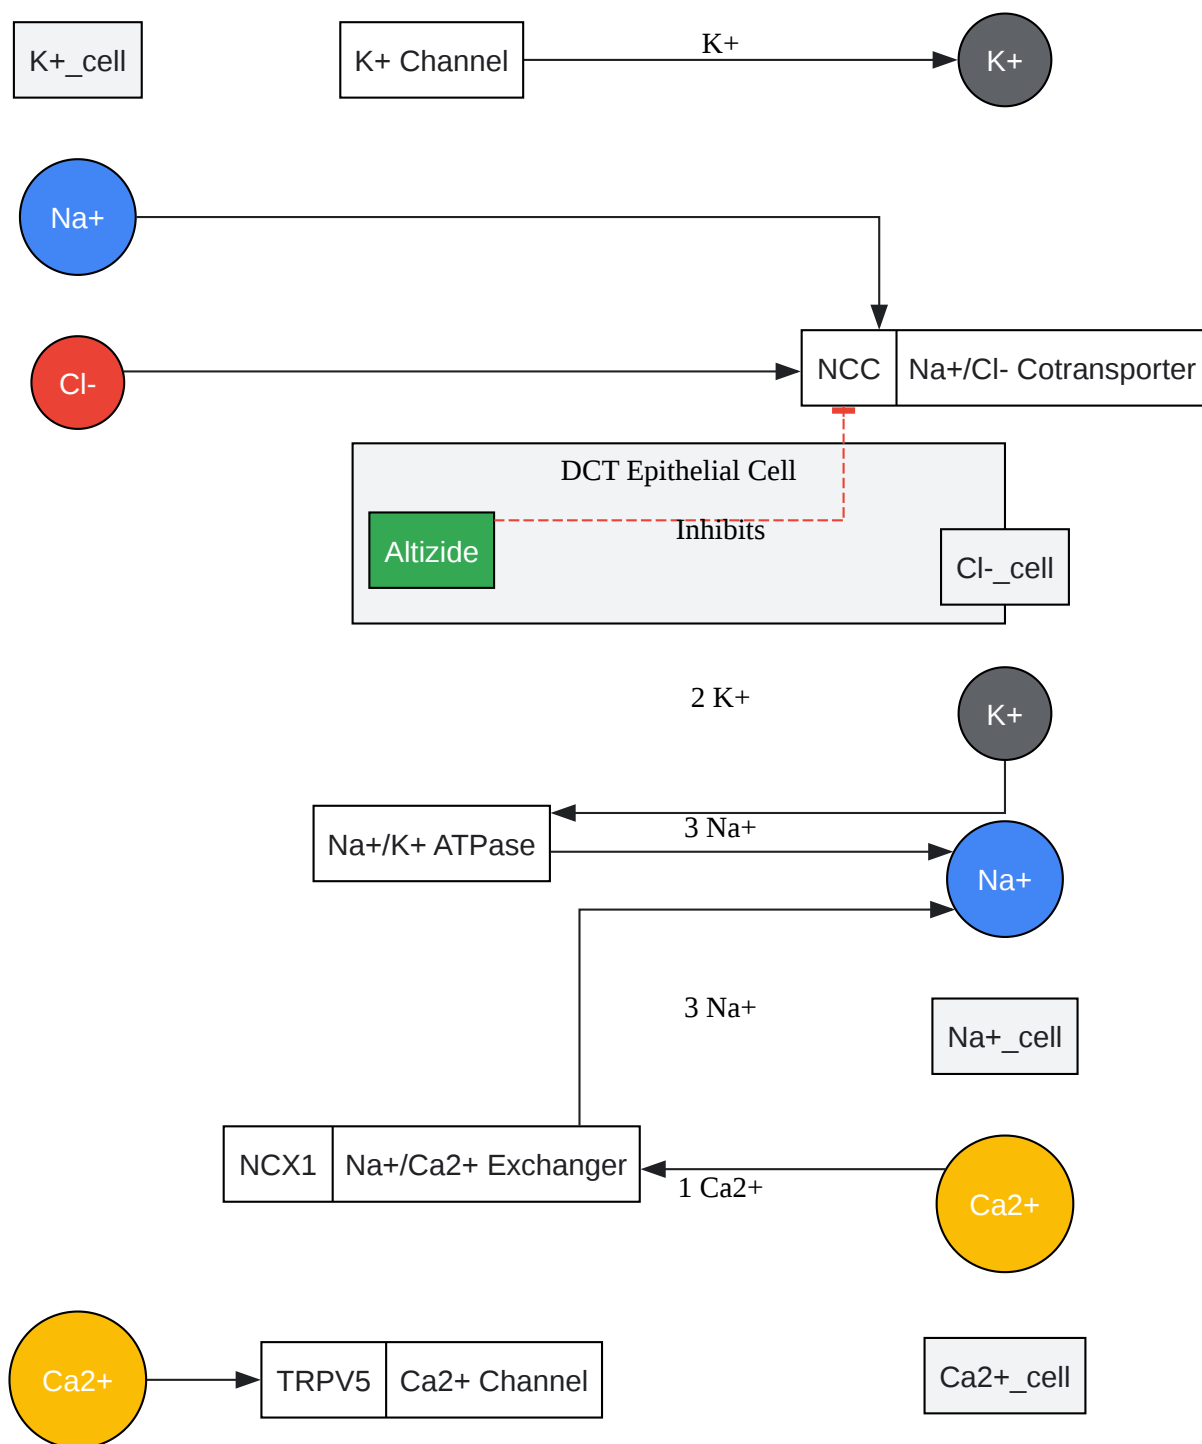 K+_cell
K+ Channel
K+
K+
Na+
Cl-
NCC
Na+/Cl- Cotransporter
DCT Epithelial Cell
Inhibits
Altizide
Cl-_cell
2 K+
K+
Na+/K+ ATPase
3 Na+
Na+
3 Na+
Na+_cell
NCX1
Na+/Ca2+ Exchanger
1 Ca2+
Ca2+
Ca2+
TRPV5
Ca2+ Channel
Ca2+_cell